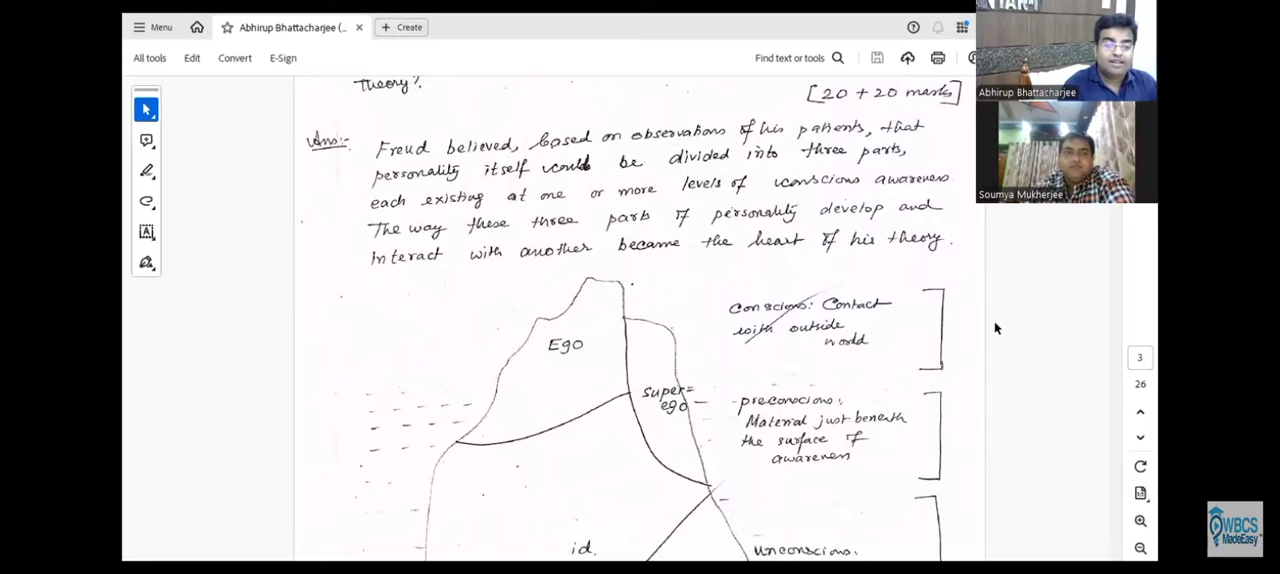 Menu
Abhirup Bhattacharjee (...
Create
All tools Edit Convert E-Sign
Find text or tools
Abhirup Bhattacharjee
Soumya Mukherjee
Theory?
[20 + 20 marks]
Ans:-
Freud believed, based on observations of his patients, that
personality itself could be divided into three parts,
each existing at one or more levels of conscious awareness.
The way these three parts of personality develop and
interact with another became the heart of his theory.
Ego
Conscious: Contact
with outside
world
super=
ego
preconscious:
Material just beneath
the surface of
awareness
id.
Unconscious.
3
26
WBCS
MadeEasy